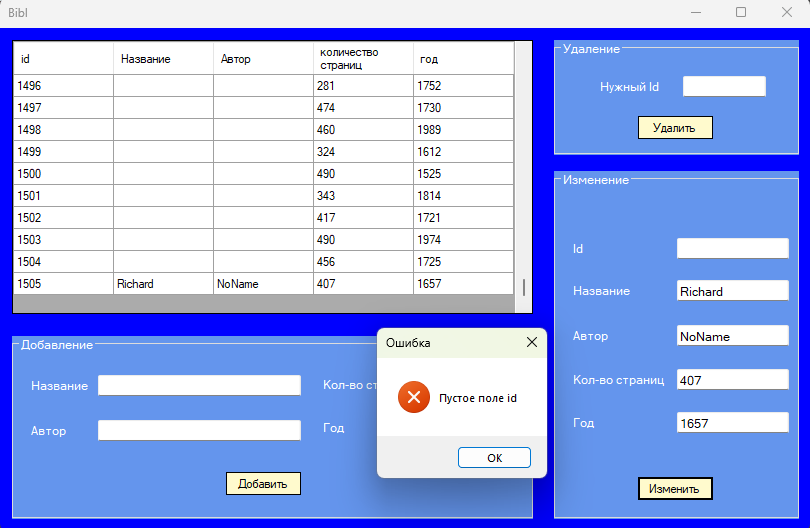 Bibl
id Название Автор количество страниц год
1496 281 1752
1497 474 1730
1498 460 1989
1499 324 1612
1500 490 1525
1501 343 1814
1502 417 1721
1503 490 1974
1504 456 1725
1505 Richard NoName 407 1657
Удаление
Нужный Id
Удалить
Изменение
Id
Название Richard
Автор NoName
Кол-во страниц 407
Год 1657
Изменить
Добавление
Название Кол-во ст
Автор Год
Добавить
Ошибка
Пустое поле id
OK